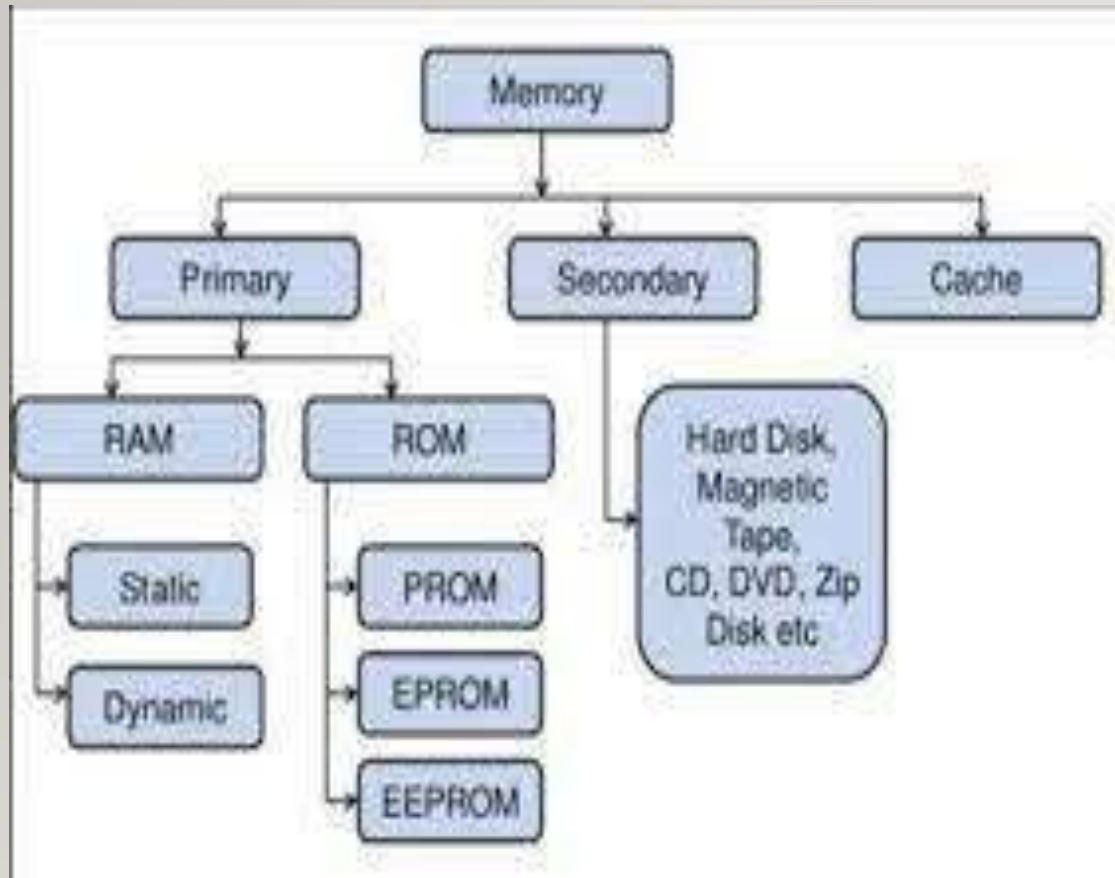 Memory
Primary
Secondary
Cache
RAM
ROM
Hard Disk,
Magnetic
Tape,
CD, DVD, Zip
Disk etc
Static
PROM
Dynamic
EPROM
EEPROM